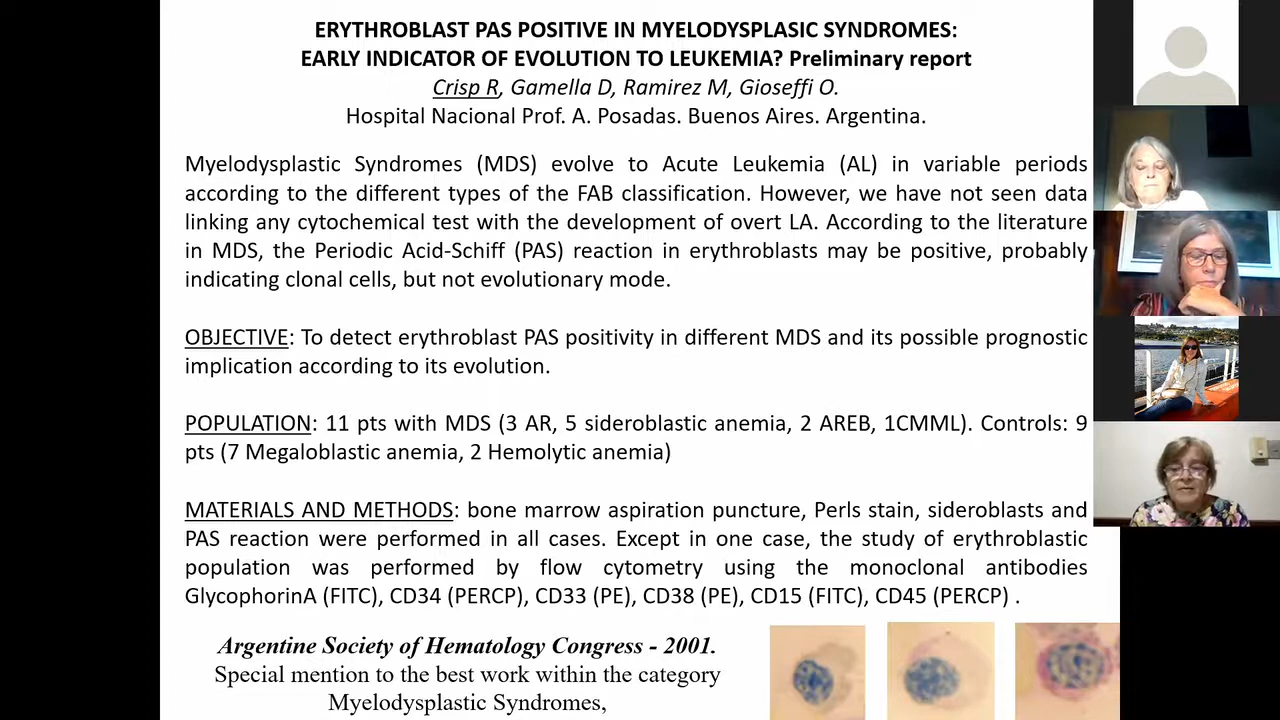 ERYTHROBLAST PAS POSITIVE IN MYELODYSPLASIC SYNDROMES:
EARLY INDICATOR OF EVOLUTION TO LEUKEMIA? Preliminary report
Crisp R, Gamella D, Ramirez M, Gioseffi O.
Hospital Nacional Prof. A. Posadas. Buenos Aires. Argentina.
Myelodysplastic Syndromes (MDS) evolve to Acute Leukemia (AL) in variable periods
according to the different types of the FAB classification. However, we have not seen data
linking any cytochemical test with the development of overt LA. According to the literature
in MDS, the Periodic Acid-Schiff (PAS) reaction in erythroblasts may be positive, probably
indicating clonal cells, but not evolutionary mode.
OBJECTIVE: To detect erythroblast PAS positivity in different MDS and its possible prognostic
implication according to its evolution.
POPULATION: 11 pts with MDS (3 AR, 5 sideroblastic anemia, 2 AREB, 1CMML). Controls: 9
pts (7 Megaloblastic anemia, 2 Hemolytic anemia)
MATERIALS AND METHODS: bone marrow aspiration puncture, Perls stain, sideroblasts and
PAS reaction were performed in all cases. Except in one case, the study of erythroblastic
population was performed by flow cytometry using the monoclonal antibodies
GlycophorinA (FITC), CD34 (PERCP), CD33 (PE), CD38 (PE), CD15 (FITC), CD45 (PERCP) .
Argentine Society of Hematology Congress - 2001.
Special mention to the best work within the category
Myelodysplastic Syndromes,